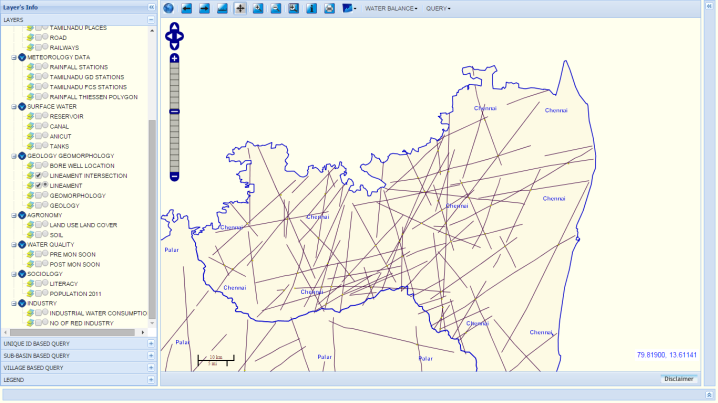 Layer's Info
LAYERS
TAMILNADU PLACES
ROAD
RAILWAYS
METEOROLOGY DATA
RAINFALL STATIONS
TAMILNADU GD STATIONS
TAMILNADU FCS STATIONS
RAINFALL THIESSEN POLYGON
SURFACE WATER
RESERVOIR
CANAL
ANICUT
TANKS
GEOLOGY GEOMORPHOLOGY
BORE WELL LOCATION
LINEAMENT INTERSECTION
LINEAMENT
GEOMORPHOLOGY
GEOLOGY
AGRONOMY
LAND USE LAND COVER
SOIL
WATER QUALITY
PRE MON SOON
POST MON SOON
SOCIOLOGY
LITERACY
POPULATION 2011
INDUSTRY
INDUSTRIAL WATER CONSUMPTIO
NO OF RED INDUSTRY
UNIQUE ID BASED QUERY
SUB-BASIN BASED QUERY
VILLAGE BASED QUERY
LEGEND
WATER BALANCE
QUERY
Chennai
Chennai
Chennai
Chennai
Chennai
Chennai
Palar
Chennai
Chennai
Chennai
Palar
Palar
Palar
10 km
5 mi
79.81900, 13.61141
Disclaimer